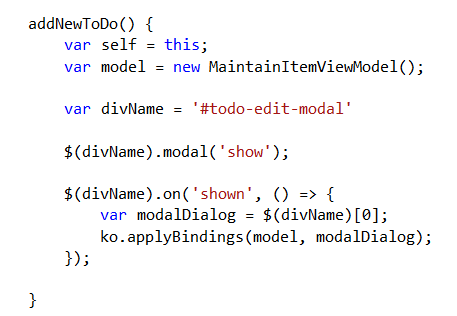 addNewToDo() {
    var self = this;
    var model = new MaintainItemViewModel();

    var divName = '#todo-edit-modal'

    $(divName).modal('show');

    $(divName).on('shown', () => {
        var modalDialog = $(divName)[0];
        ko.applyBindings(model, modalDialog);
    });

}